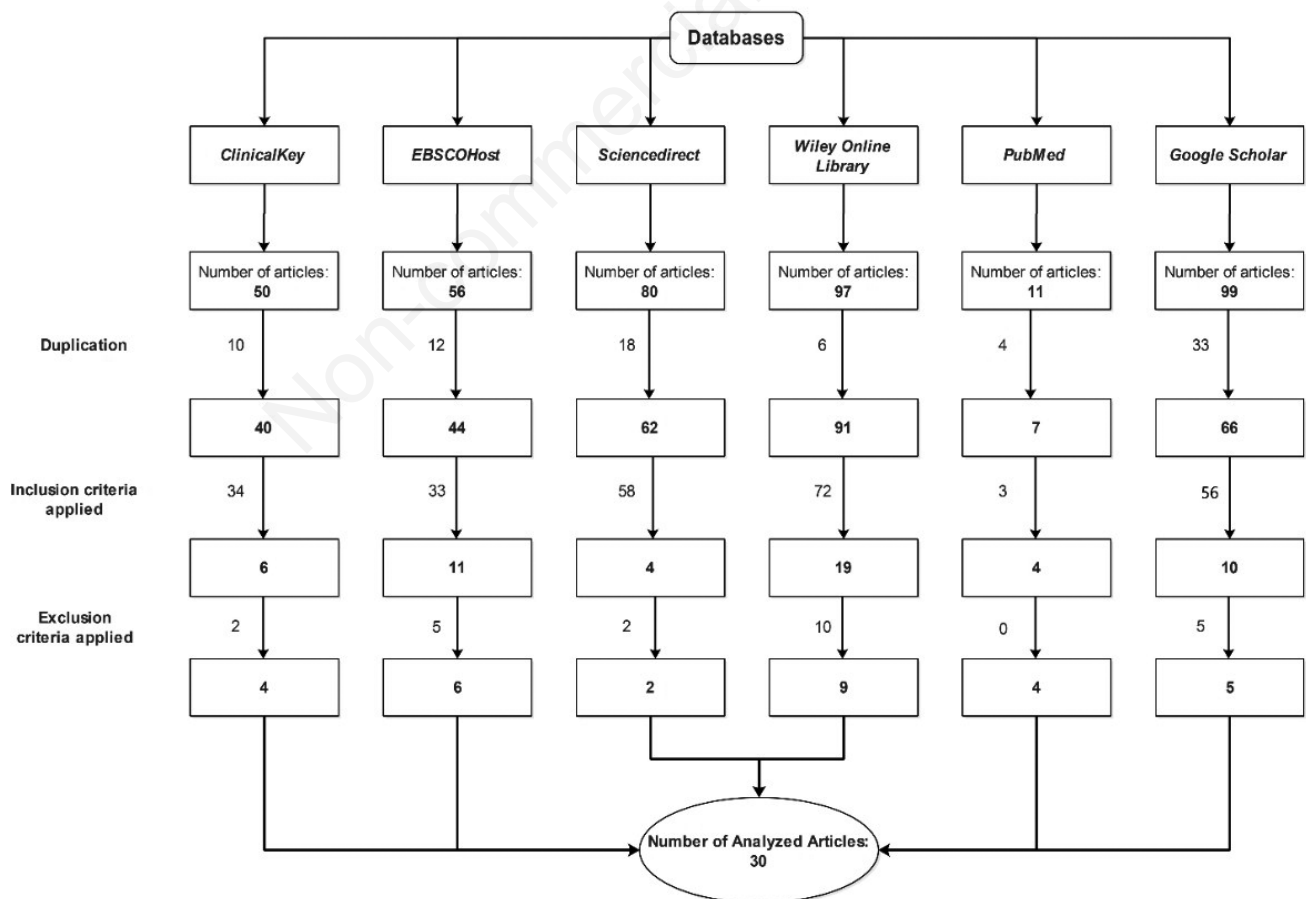 Databases
ClinicalKey
EBSCOHost
Sciencedirect
Wiley Online
Library
PubMed
Google Scholar
Number of articles:
50
Number of articles:
56
Number of articles:
80
Number of articles:
97
Number of articles:
11
Number of articles:
99
Duplication
10
12
18
6
4
33
40
44
62
91
7
66
Inclusion criteria
applied
34
33
58
72
3
56
6
11
4
19
4
10
Exclusion
criteria applied
2
5
2
10
0
5
4
6
2
9
4
5
Number of Analyzed Articles:
30